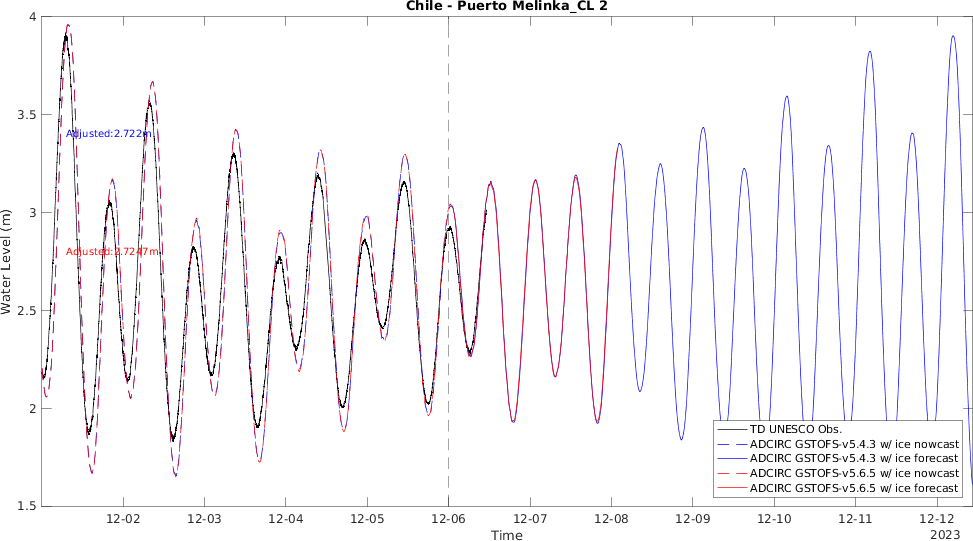 Chile - Puerto Melinka_CL 2
4
3.5
3
2.5
2
1.5
Water Level (m)
Adjusted:2.722m
Adjusted:2.7247m
TD UNESCO Obs.
ADCIRC GSTOFS-v5.4.3 w/ ice nowcast
ADCIRC GSTOFS-v5.4.3 w/ ice forecast
ADCIRC GSTOFS-v5.6.5 w/ ice nowcast
ADCIRC GSTOFS-v5.6.5 w/ ice forecast
12-02 12-03 12-04 12-05 12-06 12-07 12-08 12-09 12-10 12-11 12-12
Time
2023